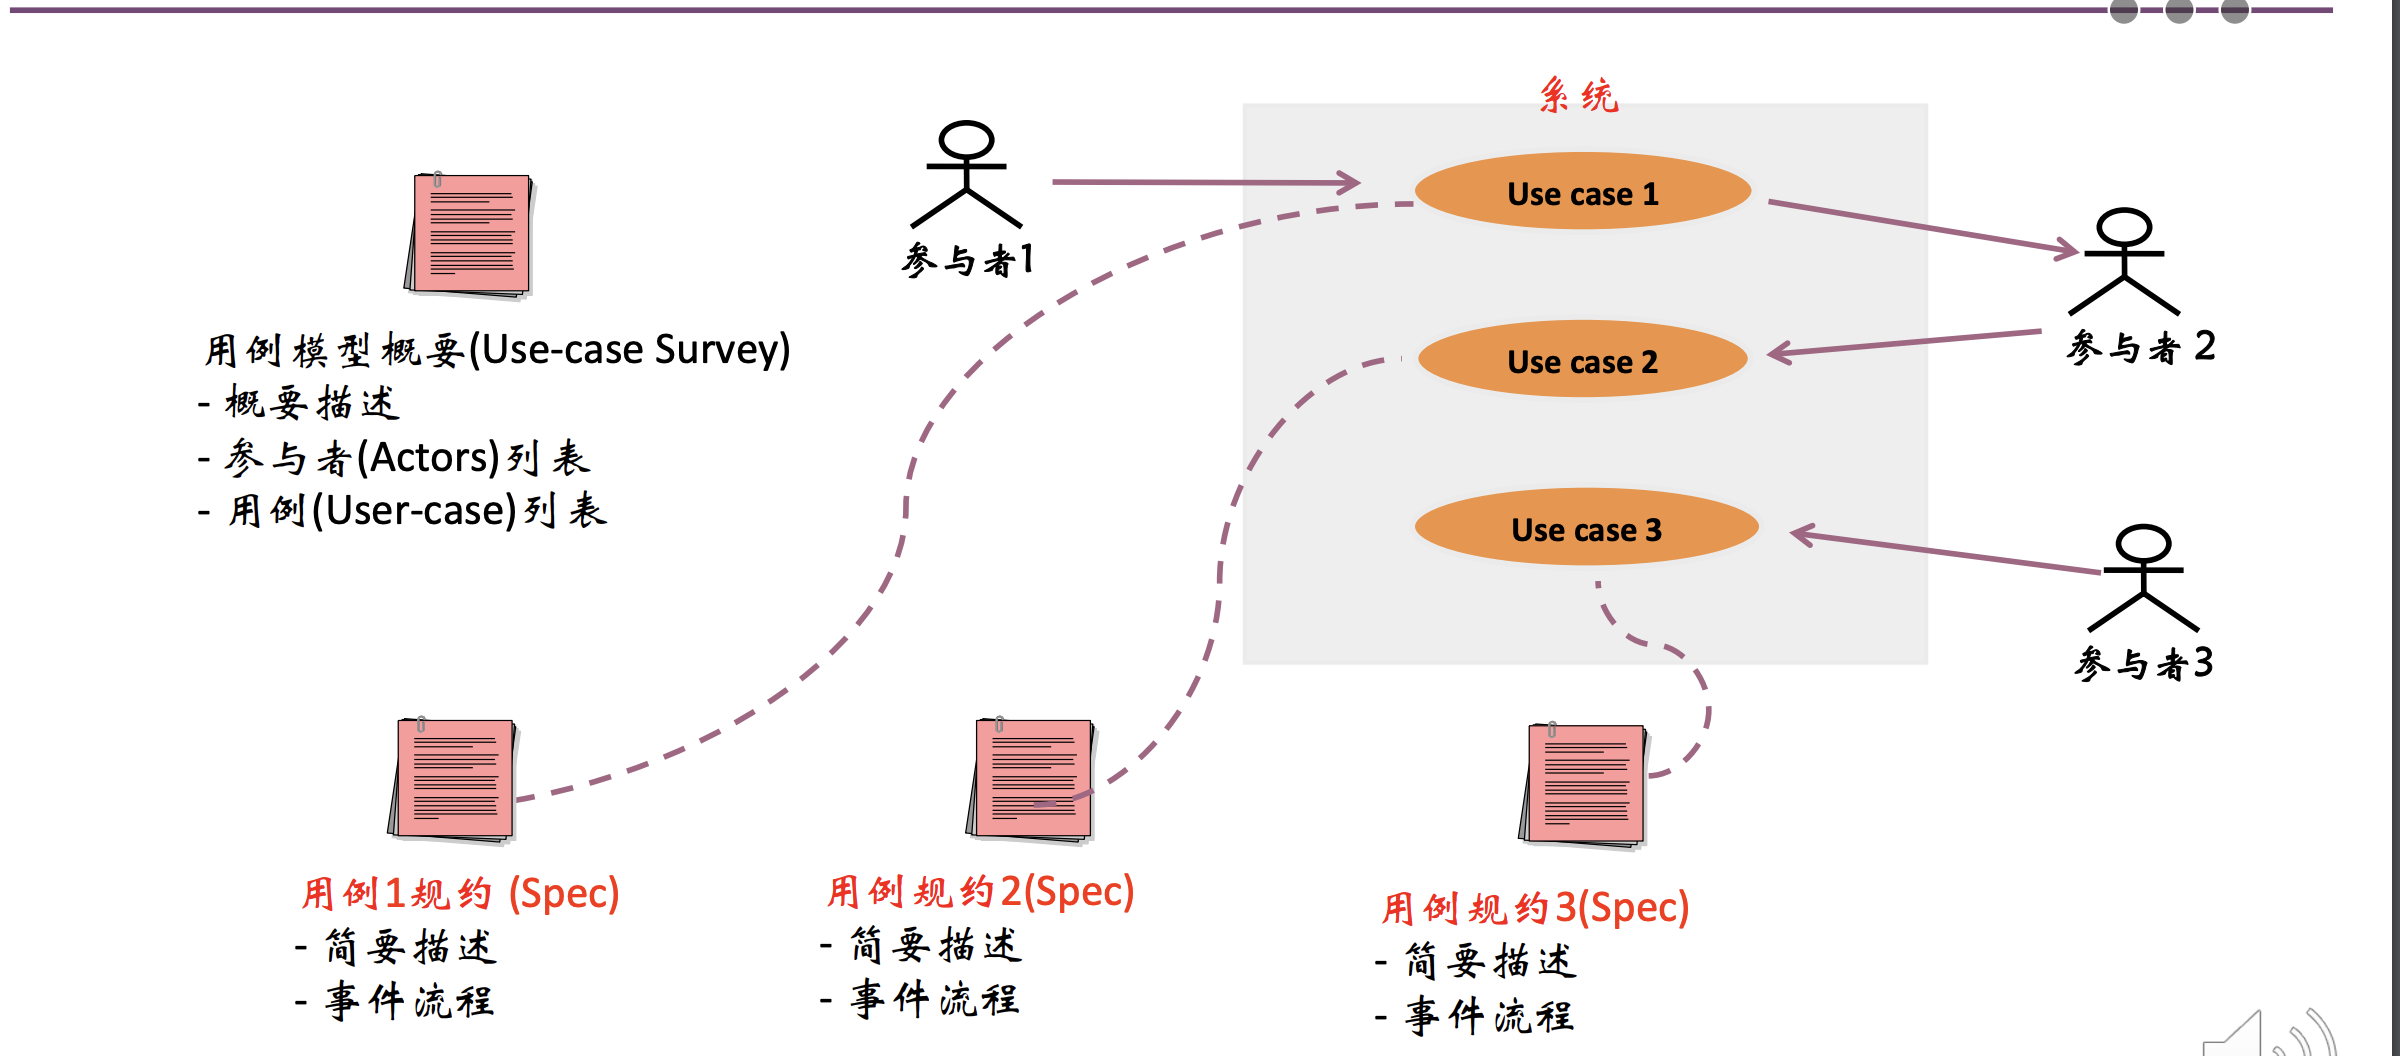 系统
Use case 1
参与者1
Use case 2
参与者 2
用例模型概要(Use-case Survey)
- 概要描述
- 参与者(Actors)列表
- 用例(User-case)列表
Use case 3
参与者3
用例1规约 (Spec)
- 简要描述
- 事件流程
用例规约2(Spec)
- 简要描述
- 事件流程
用例规约3(Spec)
- 简要描述
- 事件流程